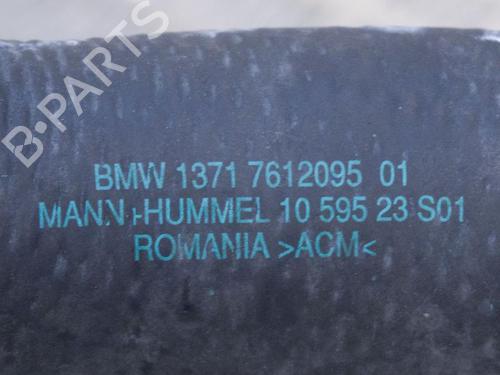 B-PARTS
BMW 1371 7612095 01
MANN+HUMMEL 10 595 23 S01
ROMANIA >ACM<